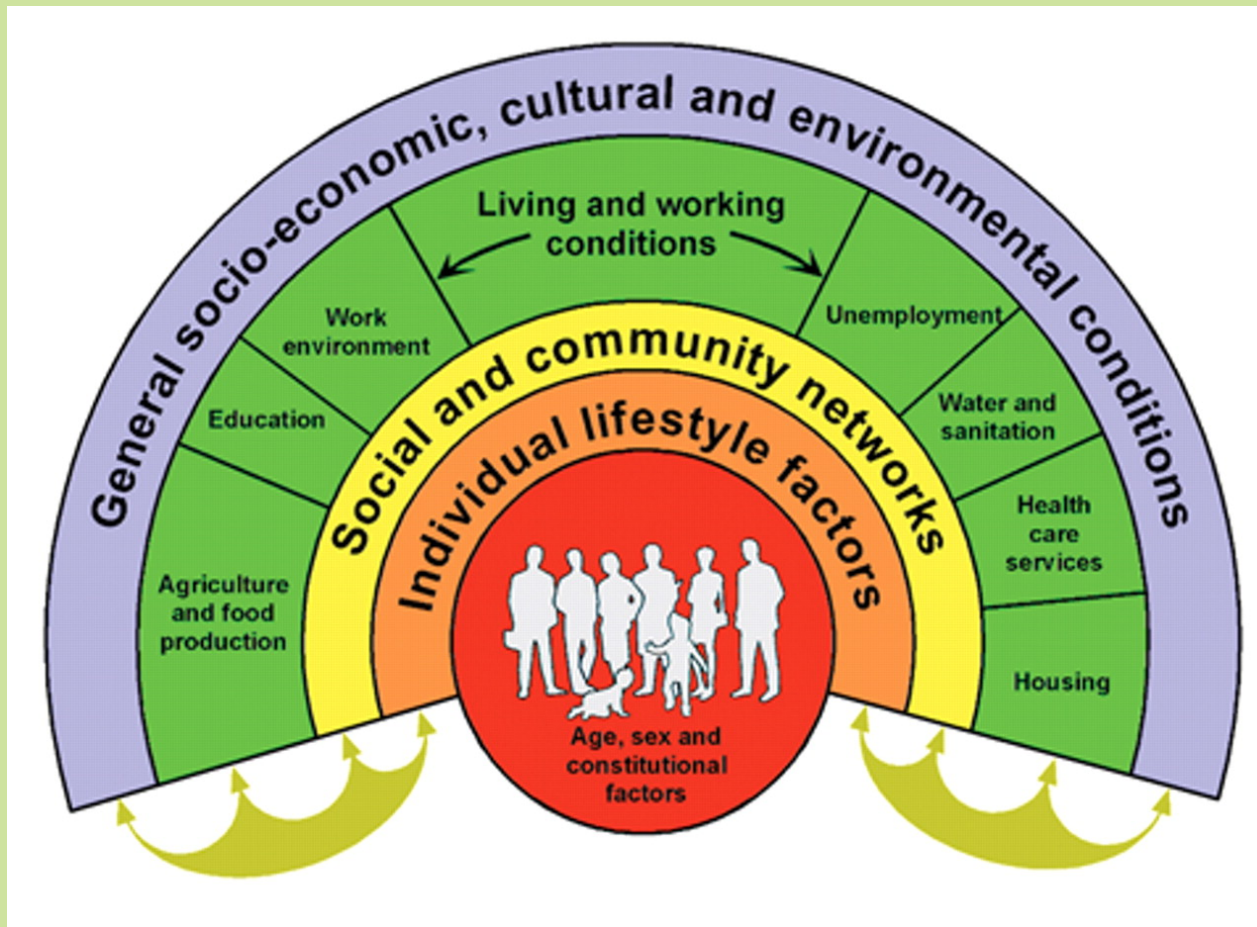 General socio-economic, cultural and environmental conditions
Living and working
conditions
Work
environment
Unemployment
Education
Water and
sanitation
Agriculture
and food
production
Health
care
services
Housing
Social and community networks
Individual lifestyle factors
Age, sex and
constitutional
factors